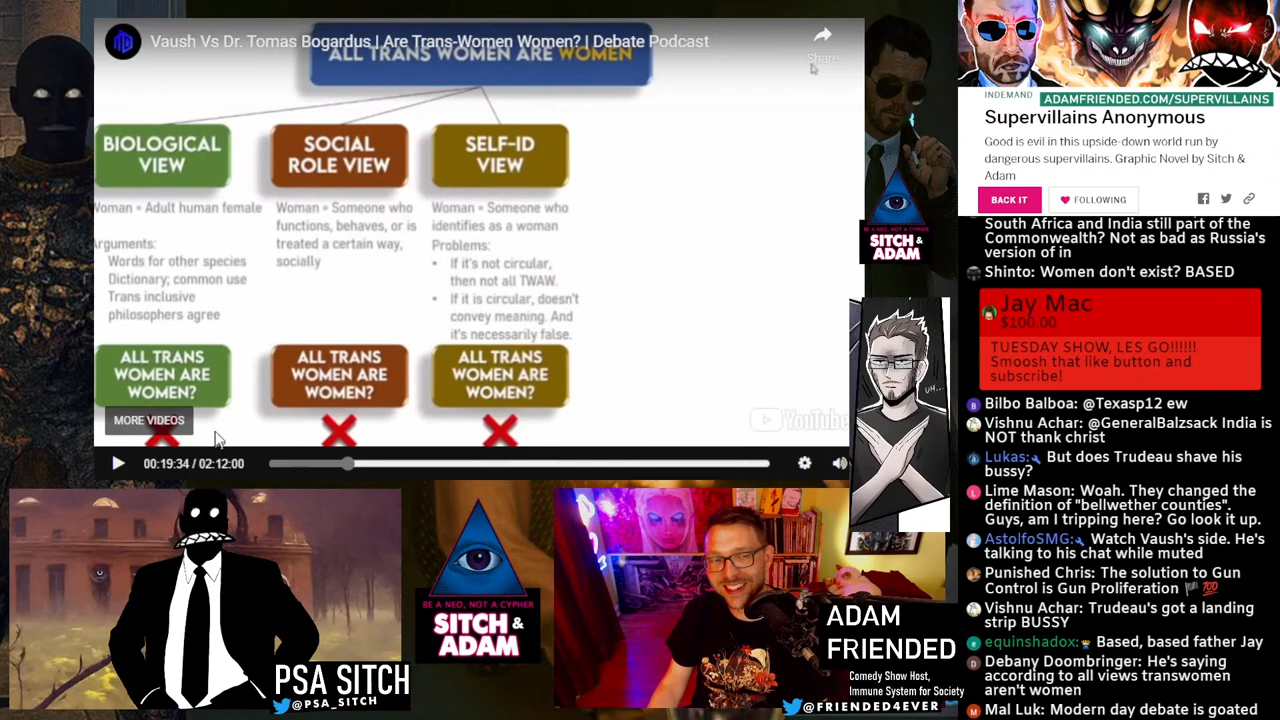 Vaush Vs Dr. Tomas Bogardus | Are Trans-Women Women? | Debate Podcast
Share
ALL TRANS WOMEN ARE WOMEN
BIOLOGICAL
VIEW
Woman = Adult human female
Arguments:
Words for other species
Dictionary; common use
Trans inclusive
philosophers agree
ALL TRANS
WOMEN ARE
WOMEN?
SOCIAL
ROLE VIEW
Woman = Someone who
functions, behaves, or is
treated a certain way,
socially
ALL TRANS
WOMEN ARE
WOMEN?
SELF-ID
VIEW
Woman = Someone who
identifies as a woman
Problems:
• If it's not circular,
then not all TWAW.
• If it is circular, doesn't
convey meaning. And
it's necessarily false.
ALL TRANS
WOMEN ARE
WOMEN?
MORE VIDEOS
YouTube
00:19:34 / 02:12:00
BE A NEO, NOT A CYPHER
SITCH &
ADAM
UH...
PSA SITCH
@PSA_SITCH
BE A NEO, NOT A CYPHER
SITCH &
ADAM
ADAM
FRIENDED
Comedy Show Host,
Immune System for Society
@FRIENDED4EVER
INDEMAND
ADAMFRIENDED.COM/SUPERVILLAINS
Supervillains Anonymous
Good is evil in this upside-down world run by
dangerous supervillains. Graphic Novel by Sitch &
Adam
BACK IT
FOLLOWING
South Africa and India still part of the
Commonwealth? Not as bad as Russia's
version of in
Shinto: Women don't exist? BASED
Jay Mac
$100.00
TUESDAY SHOW, LES GO!!!!!!
Smoosh that like button and
subscribe!
Bilbo Balboa: @Texasp12 ew
Vishnu Achar: @GeneralBalzsack India is
NOT thank christ
Lukas: But does Trudeau shave his
bussy?
Lime Mason: Woah. They changed the
definition of "bellwether counties".
Guys, am I tripping here? Go look it up.
AstolfoSMG: Watch Vaush's side. He's
talking to his chat while muted
Punished Chris: The solution to Gun
Control is Gun Proliferation 🏴 💯
Vishnu Achar: Trudeau's got a landing
strip BUSSY
equinshadox: Based, based father Jay
Debany Doombringer: He's saying
according to all views transwomen
aren't women
Mal Luk: Modern day debate is goated